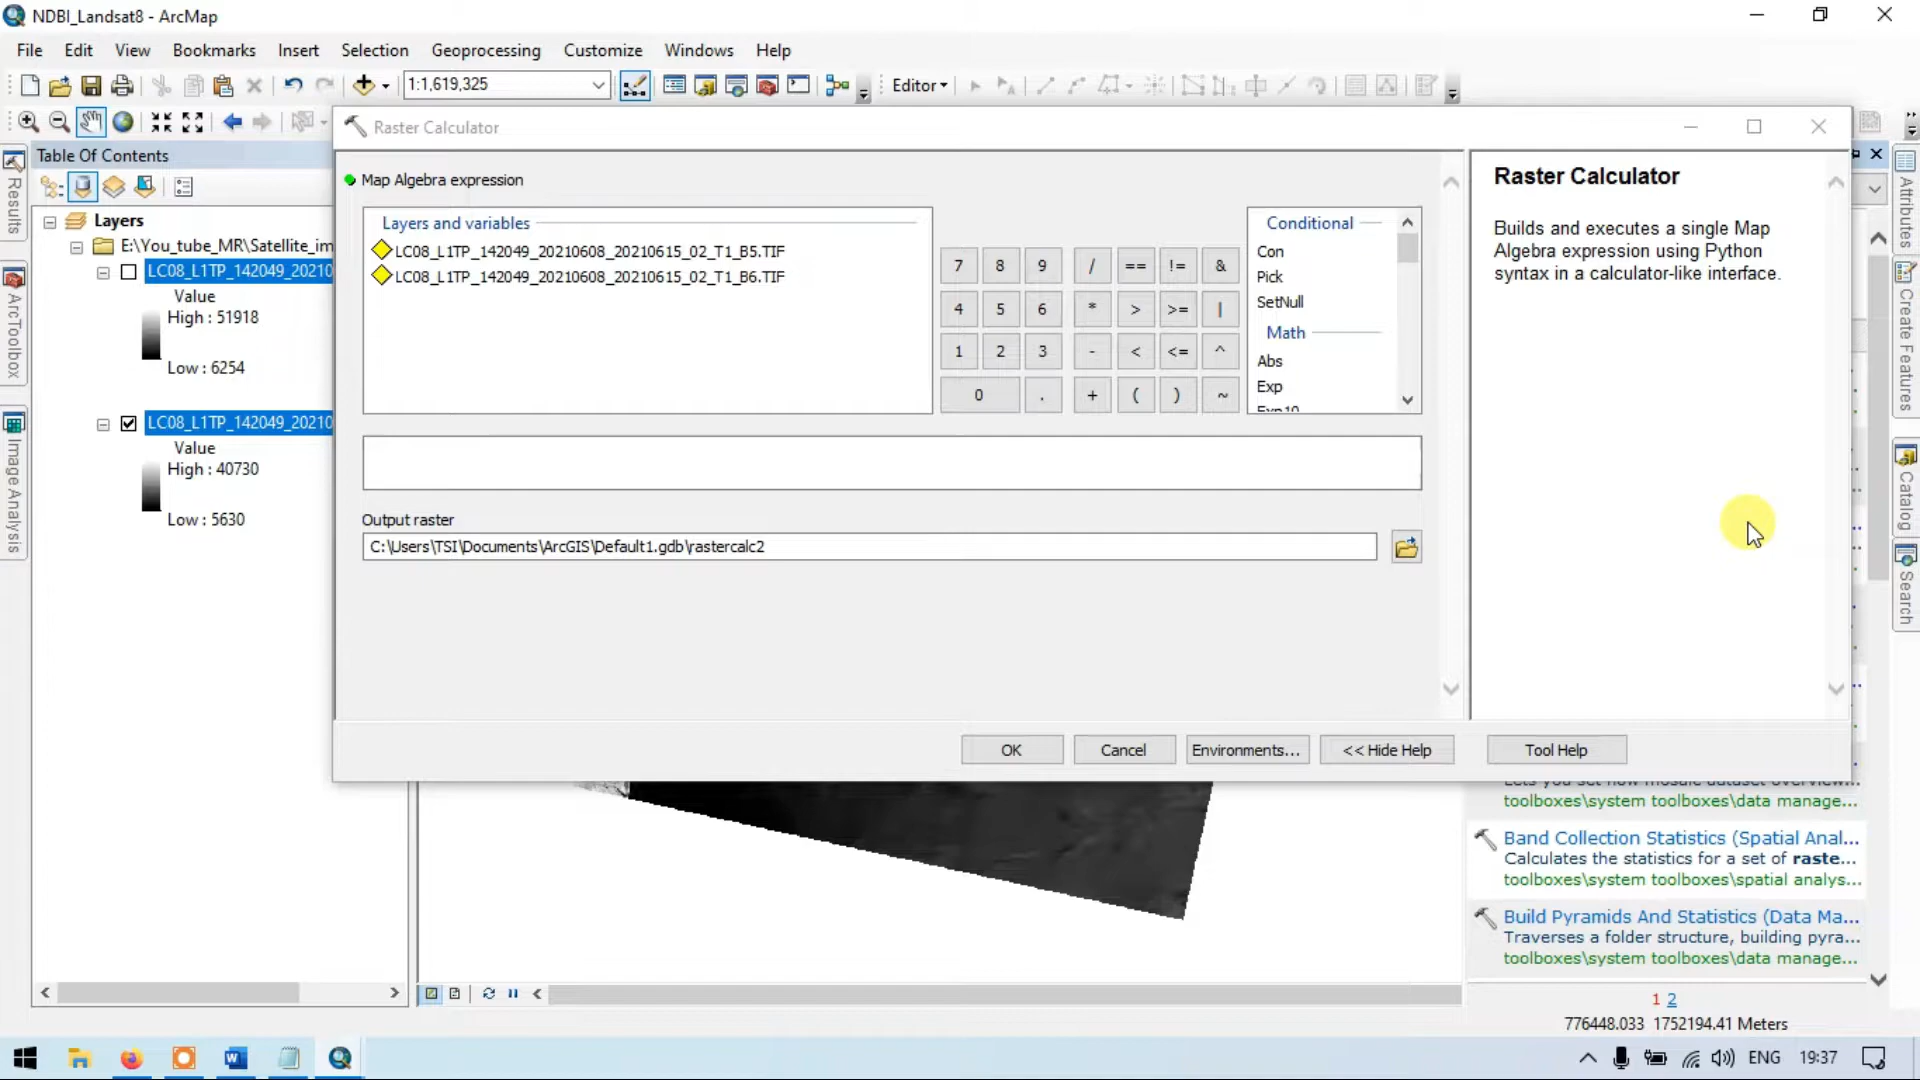 NDBI_Landsat8 - ArcMap
File Edit View Bookmarks Insert Selection Geoprocessing Customize Windows Help
1:1,619,325
Editor
Raster Calculator
Table Of Contents
Results
ArcToolbox
Image Analysis
Layers
E:\You_tube_MR\Satellite_im
LC08_L1TP_142049_20210
Value
High : 51918
Low : 6254
LC08_L1TP_142049_20210
Value
High : 40730
Low : 5630
Map Algebra expression
Layers and variables
LC08_L1TP_142049_20210608_20210615_02_T1_B5.TIF
LC08_L1TP_142049_20210608_20210615_02_T1_B6.TIF
7 8 9 / == != &
4 5 6 * > >= |
1 2 3 - < <= ^
0 . + ( ) ~
Conditional
Con
Pick
SetNull
Math
Abs
Exp
Exp10
Output raster
C:\Users\TSI\Documents\ArcGIS\Default1.gdb\rastercalc2
OK Cancel Environments... << Hide Help Tool Help
Raster Calculator
Builds and executes a single Map
Algebra expression using Python
syntax in a calculator-like interface.
Attributes
Create Features
Catalog
Search
toolboxes\system toolboxes\data manage...
Band Collection Statistics (Spatial Anal...
Calculates the statistics for a set of raste...
toolboxes\system toolboxes\spatial analys...
Build Pyramids And Statistics (Data Ma...
Traverses a folder structure, building pyra...
toolboxes\system toolboxes\data manage...
1 2
776448.033 1752194.41 Meters
ENG 19:37